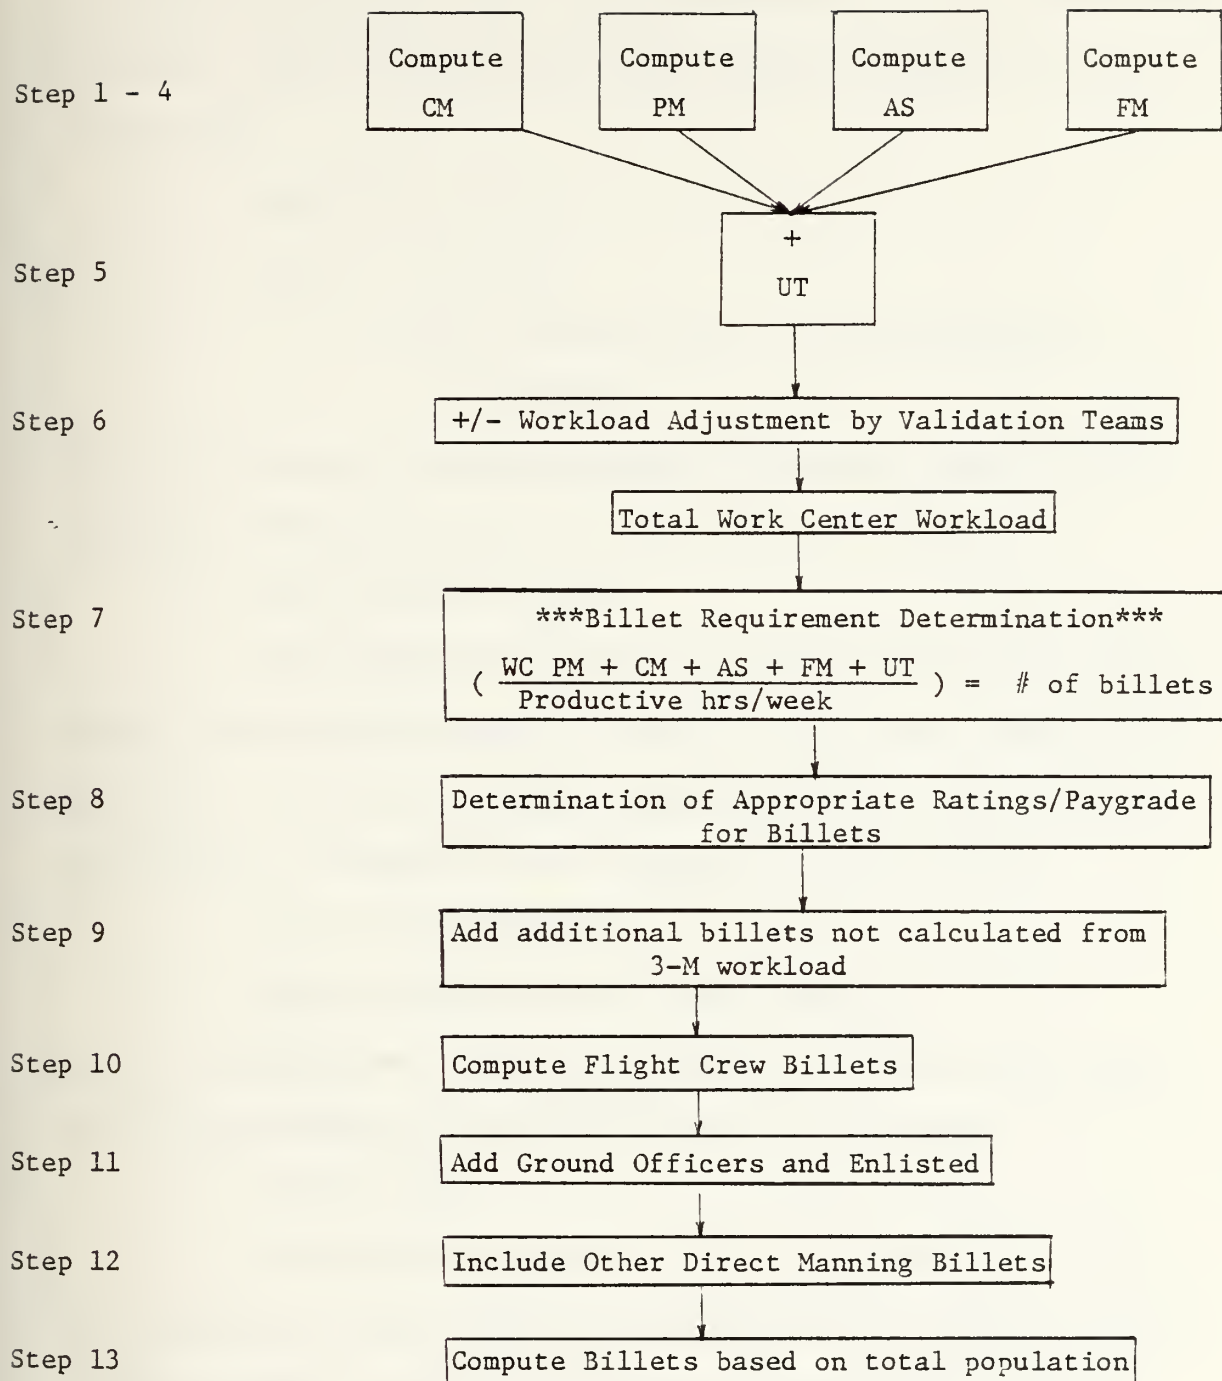 Step 1 - 4
Compute
CM
Compute
PM
Compute
AS
Compute
FM
Step 5
+
UT
Step 6
+/- Workload Adjustment by Validation Teams
Total Work Center Workload
Step 7
***Billet Requirement Determination***
( WC PM + CM + AS + FM + UT
Productive hrs/week ) = # of billets
Step 8
Determination of Appropriate Ratings/Paygrade
for Billets
Step 9
Add additional billets not calculated from
3-M workload
Step 10
Compute Flight Crew Billets
Step 11
Add Ground Officers and Enlisted
Step 12
Include Other Direct Manning Billets
Step 13
Compute Billets based on total population